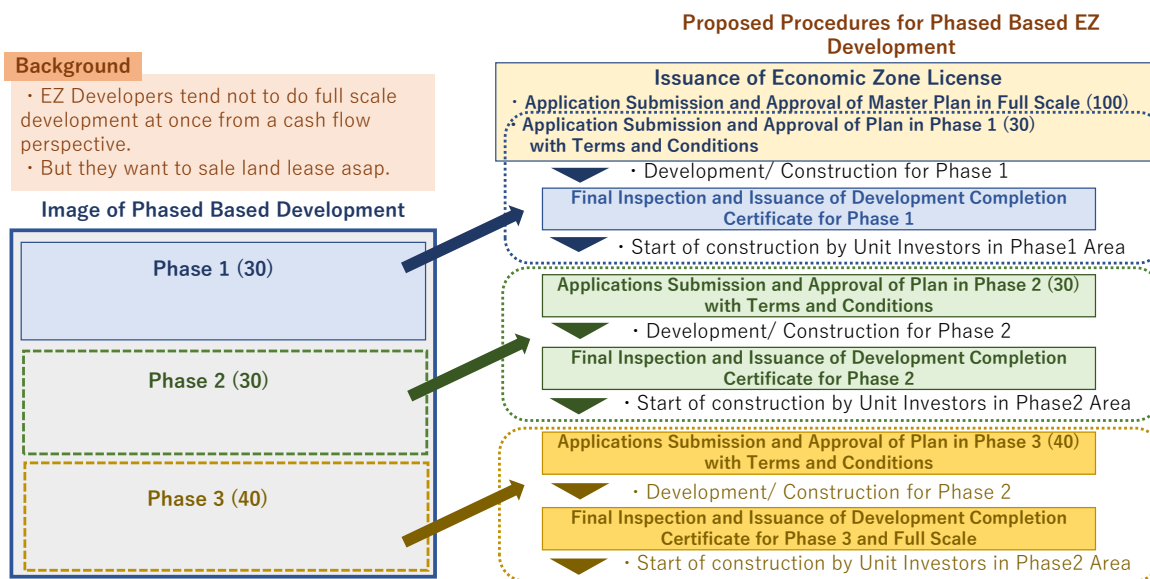 Background
・EZ Developers tend not to do full scale
development at once from a cash flow
perspective.
・But they want to sale land lease asap.
Image of Phased Based Development
Phase 1 (30)
Phase 2 (30)
Phase 3 (40)
Proposed Procedures for Phased Based EZ
Development
Issuance of Economic Zone License
・Application Submission and Approval of Master Plan in Full Scale (100)
・Application Submission and Approval of Plan in Phase 1 (30)
with Terms and Conditions
・Development/ Construction for Phase 1
Final Inspection and Issuance of Development Completion
Certificate for Phase 1
・Start of construction by Unit Investors in Phase1 Area
Applications Submission and Approval of Plan in Phase 2 (30)
with Terms and Conditions
・Development/ Construction for Phase 2
Final Inspection and Issuance of Development Completion
Certificate for Phase 2
・Start of construction by Unit Investors in Phase2 Area
Applications Submission and Approval of Plan in Phase 3 (40)
with Terms and Conditions
・Development/ Construction for Phase 2
Final Inspection and Issuance of Development Completion
Certificate for Phase 3 and Full Scale
・Start of construction by Unit Investors in Phase2 Area